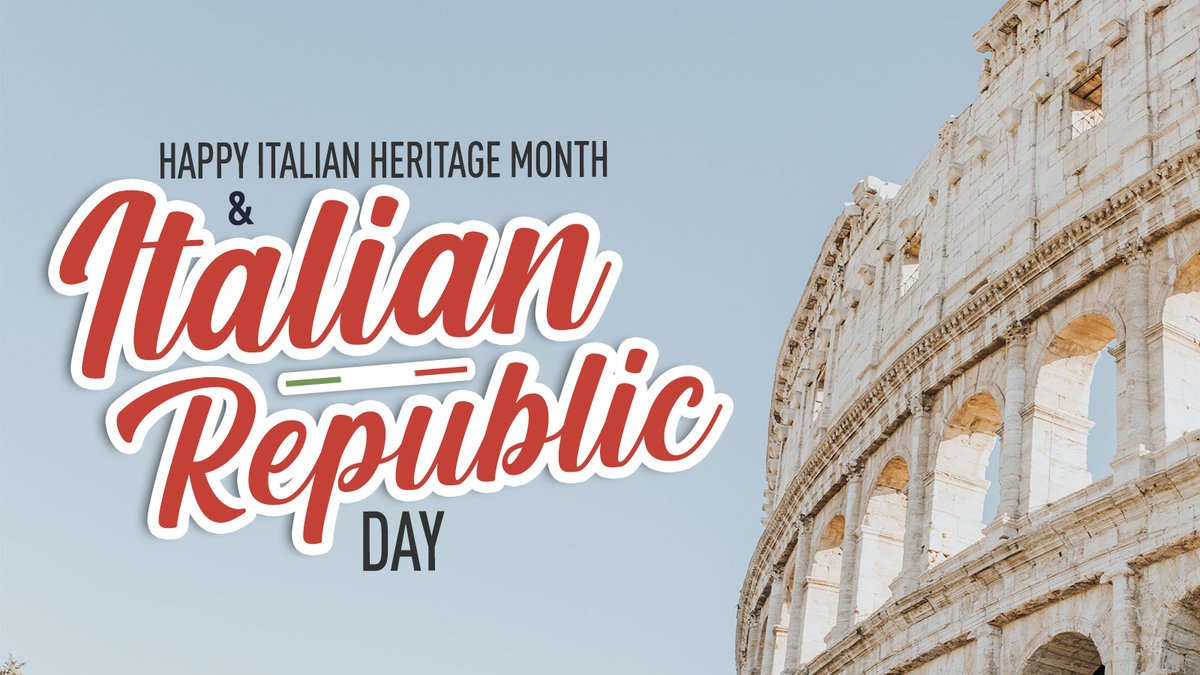 HAPPY ITALIAN HERITAGE MONTH
&
Italian
Republic
DAY